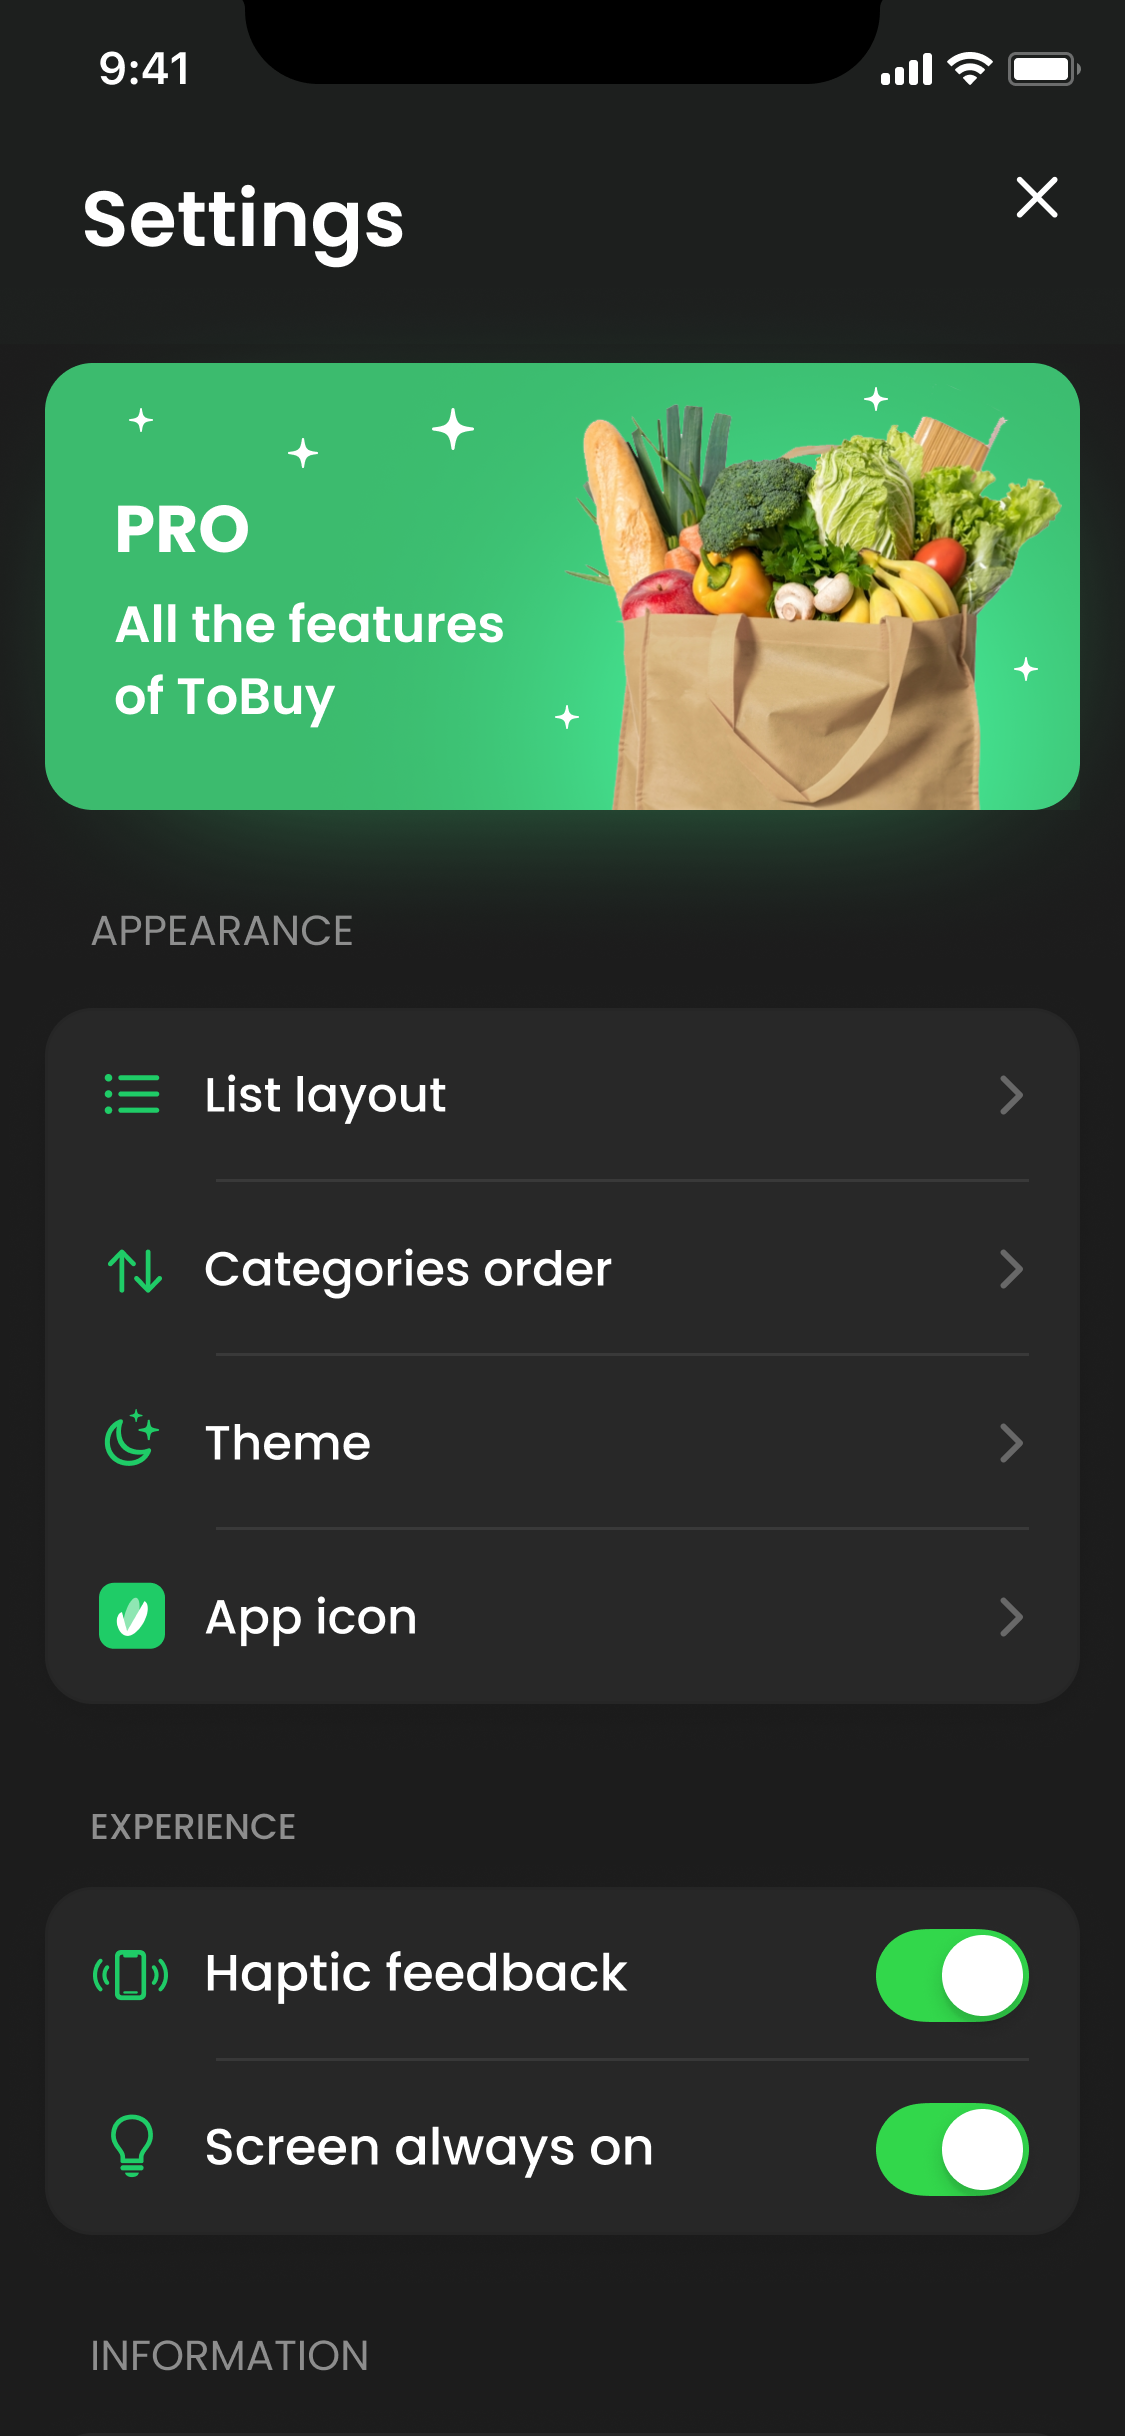 9:41
Settings
PRO
All the features
of ToBuy
APPEARANCE
List layout
Categories order
Theme
App icon
EXPERIENCE
Haptic feedback
Screen always on
INFORMATION